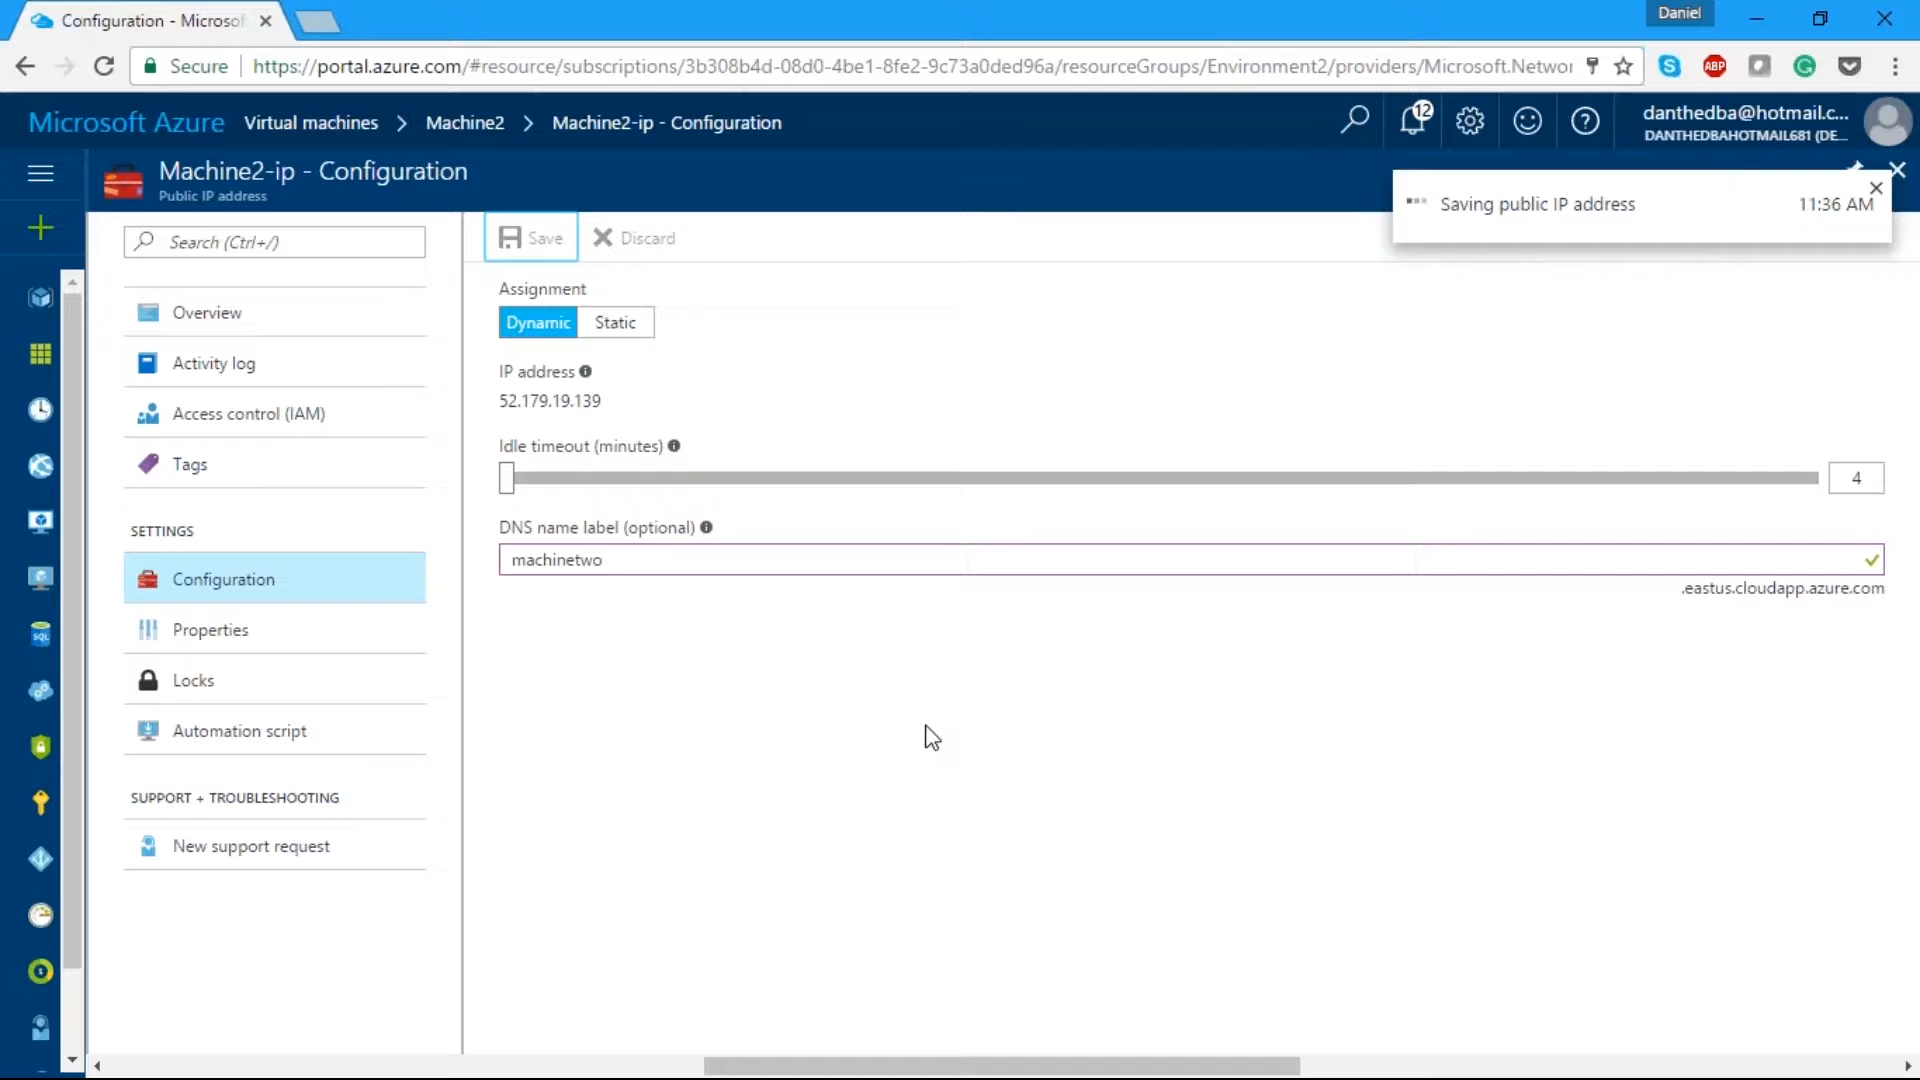 Configuration - Microsof
Daniel
Secure
https://portal.azure.com/#resource/subscriptions/3b308b4d-08d0-4be1-8fe2-9c73a0ded96a/resourceGroups/Environment2/providers/Microsoft.Networ
ABP
Microsoft Azure
Virtual machines
Machine2
Machine2-ip - Configuration
12
danthedba@hotmail.c...
DANTHEDBAHOTMAIL681 (DE...
Machine2-ip - Configuration
Public IP address
Saving public IP address
11:36 AM
Search (Ctrl+/)
Save
Discard
Overview
Activity log
Access control (IAM)
Tags
SETTINGS
Configuration
Properties
Locks
Automation script
SUPPORT + TROUBLESHOOTING
New support request
Assignment
Dynamic
Static
IP address
52.179.19.139
Idle timeout (minutes)
4
DNS name label (optional)
machinetwo
.eastus.cloudapp.azure.com
SQL